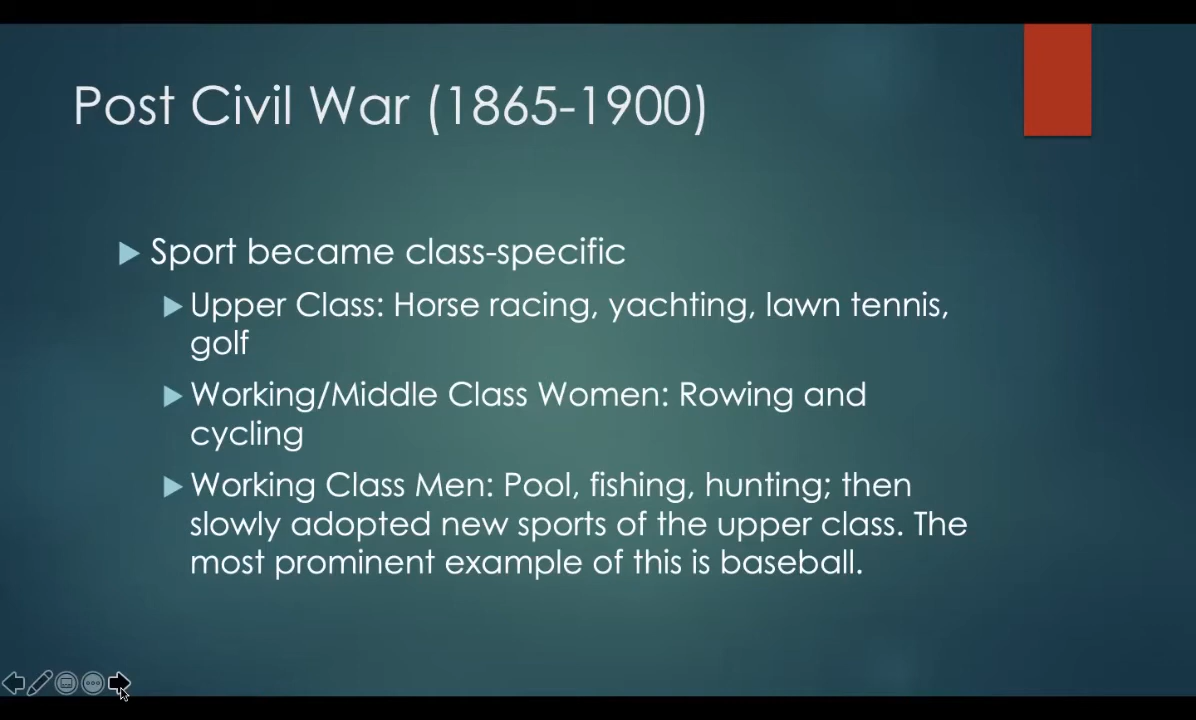 Post Civil War (1865-1900)
Sport became class-specific
Upper Class: Horse racing, yachting, lawn tennis,
golf
Working/Middle Class Women: Rowing and
cycling
Working Class Men: Pool, fishing, hunting; then
slowly adopted new sports of the upper class. The
most prominent example of this is baseball.